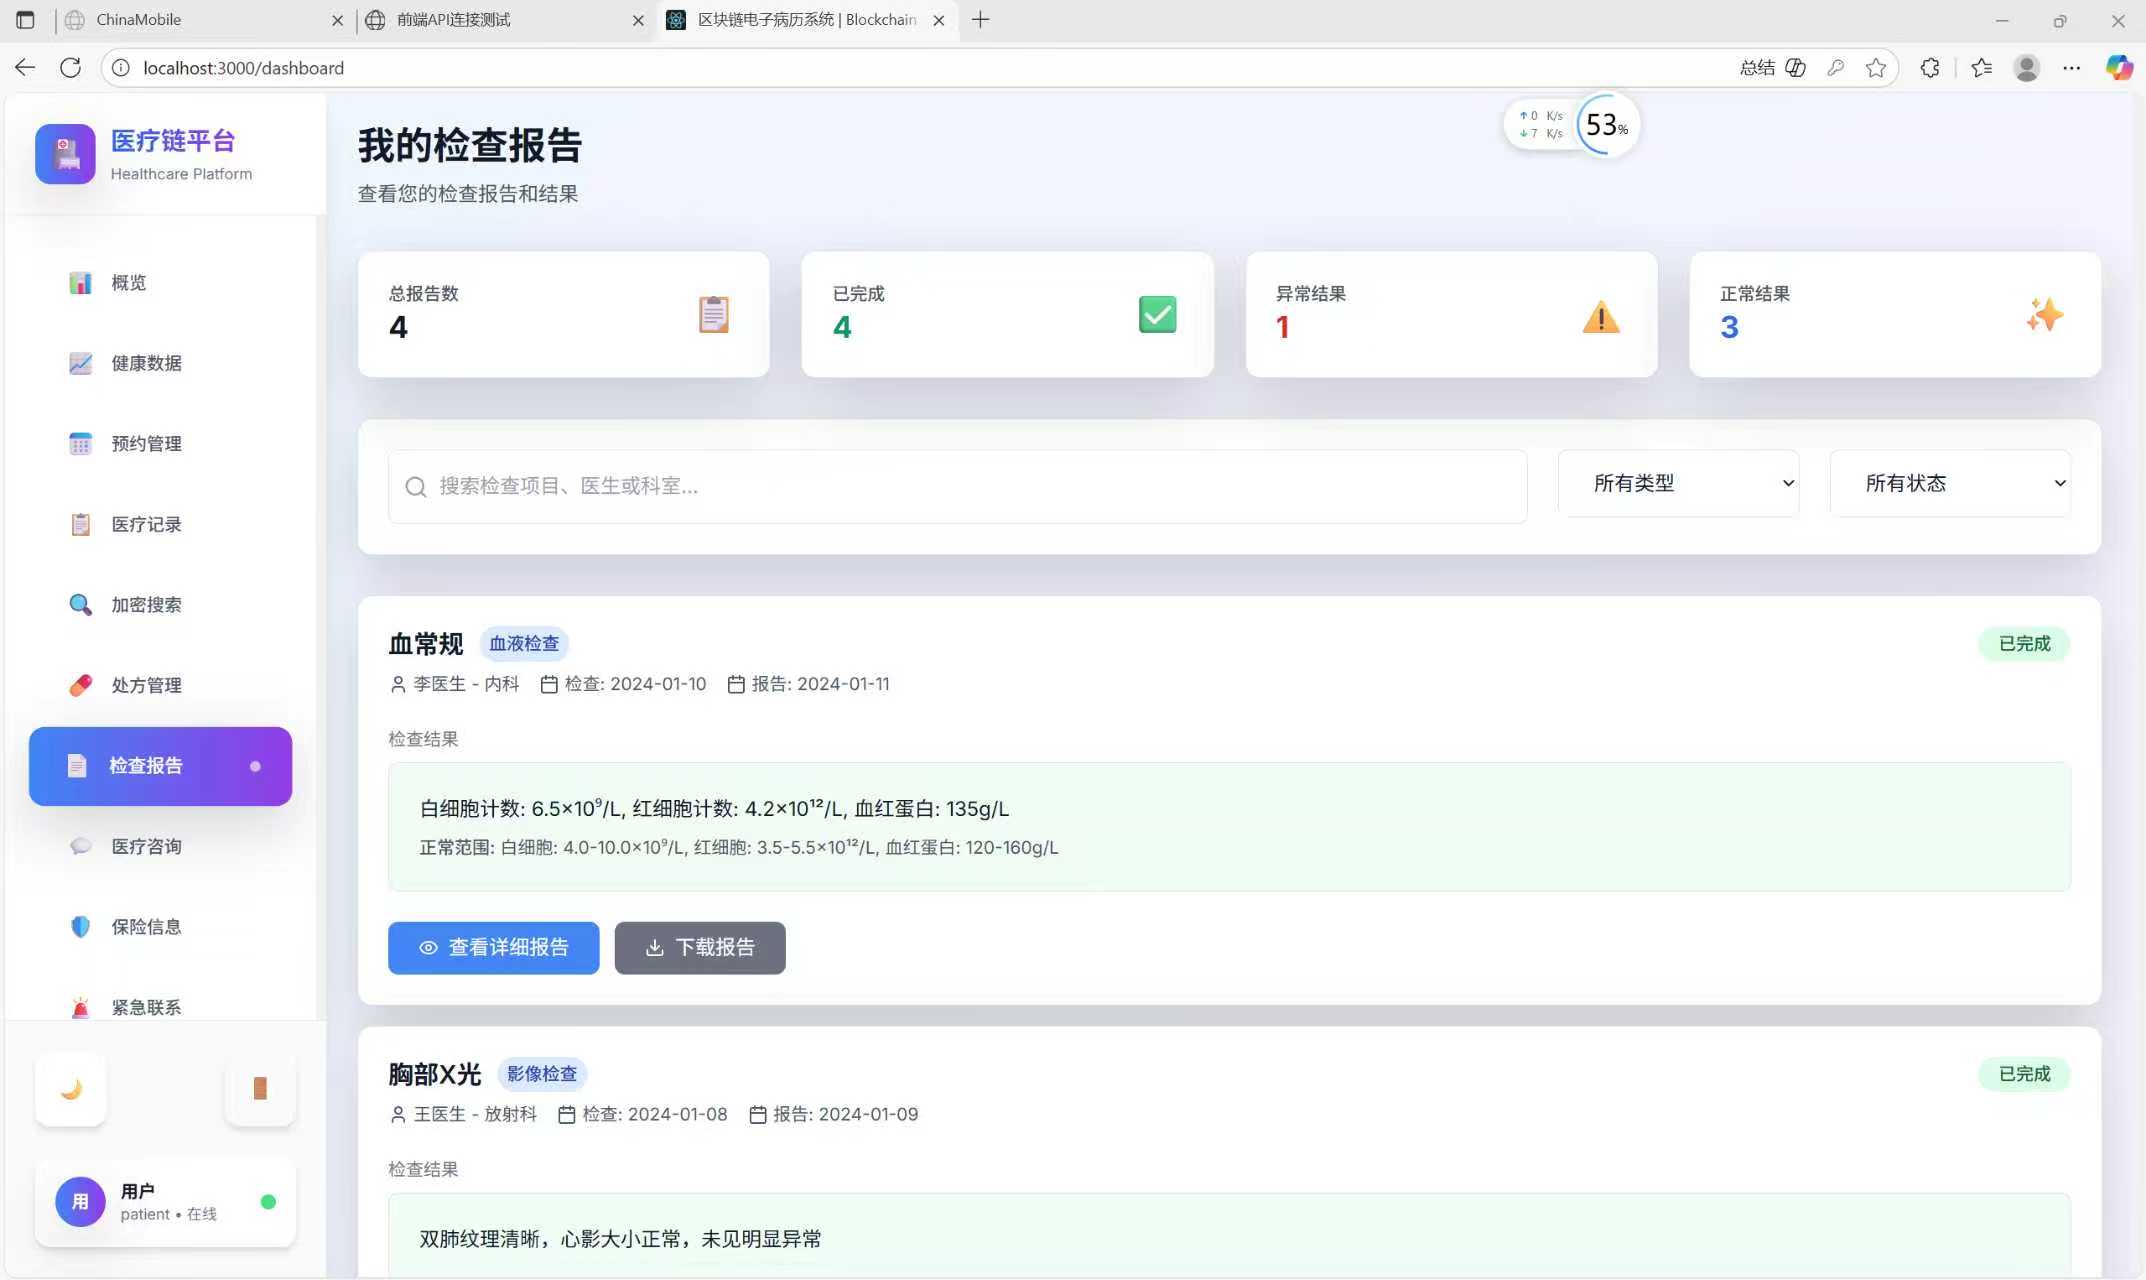 ChinaMobile
前端API连接测试
区块链电子病历系统 | Blockchain
localhost:3000/dashboard
总结
医疗链平台
Healthcare Platform
概览
健康数据
预约管理
医疗记录
加密搜索
处方管理
检查报告
医疗咨询
保险信息
紧急联系
用
用户
patient • 在线
我的检查报告
查看您的检查报告和结果
↑ 0 K/s
↓ 7 K/s
53%
总报告数
4
已完成
4
异常结果
1
正常结果
3
搜索检查项目、医生或科室...
所有类型
所有状态
血常规 血液检查
已完成
李医生 - 内科 检查: 2024-01-10 报告: 2024-01-11
检查结果
白细胞计数: 6.5×10⁹/L, 红细胞计数: 4.2×10¹²/L, 血红蛋白: 135g/L
正常范围: 白细胞: 4.0-10.0×10⁹/L, 红细胞: 3.5-5.5×10¹²/L, 血红蛋白: 120-160g/L
查看详细报告
下载报告
胸部X光 影像检查
已完成
王医生 - 放射科 检查: 2024-01-08 报告: 2024-01-09
检查结果
双肺纹理清晰，心影大小正常，未见明显异常